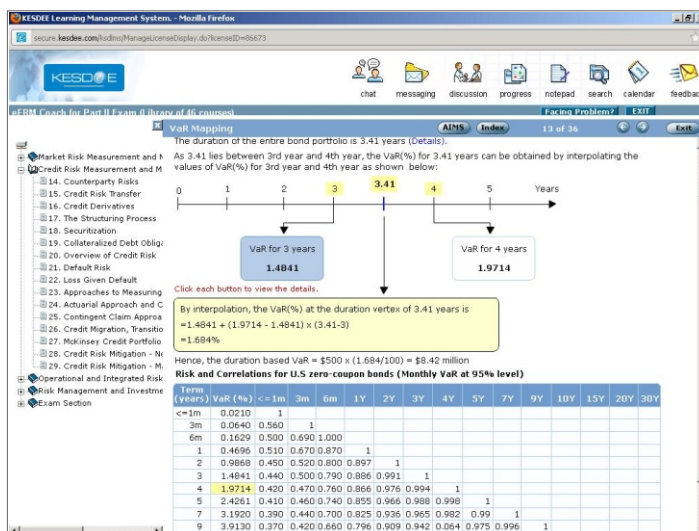 KESDEE Learning Management System. - Mozilla Firefox
secure.kesdee.com/ksdlms/ManageLicenseDisplay.do?licenseID=86673
KESDEE
chat messaging discussion progress notepad search calendar feedbac
eFRM Coach for Part II Exam (Library of 46 courses) Facing Problem? EXIT
VaR Mapping AIMS Index 13 of 36 Exit
Market Risk Measurement and M
Credit Risk Measurement and M
14. Counterparty Risks
15. Credit Risk Transfer
16. Credit Derivatives
17. The Structuring Process
18. Securitization
19. Collateralized Debt Obliga
20. Overview of Credit Risk
21. Default Risk
22. Loss Given Default
23. Approaches to Measuring
24. Actuarial Approach and C
25. Contingent Claim Approa
26. Credit Migration, Transitio
27. McKinsey Credit Portfolio
28. Credit Risk Mitigation - Ne
29. Credit Risk Mitigation - M
Operational and Integrated Risk
Risk Management and Investme
Exam Section
The duration of the entire bond portfolio is 3.41 years (Details).
As 3.41 lies between 3rd year and 4th year, the VaR(%) for 3.41 years can be obtained by interpolating the
values of VaR(%) for 3rd year and 4th year as shown below:
0 1 2 3 3.41 4 5 Years
VaR for 3 years VaR for 4 years
1.4841 1.9714
Click each button to view the details.
By interpolation, the VaR(%) at the duration vertex of 3.41 years is
=1.4841 + (1.9714 - 1.4841) x (3.41-3)
=1.684%
Hence, the duration based VaR = $500 x (1.684/100) = $8.42 million
Risk and Correlations for U.S zero-coupon bonds (Monthly VaR at 95% level)
Term (years) VaR (%) <=1m 3m 6m 1Y 2Y 3Y 4Y 5Y 7Y 9Y 10Y 15Y 20Y 30Y
<=1m 0.0210 1
3m 0.0640 0.560 1
6m 0.1629 0.500 0.690 1.000
1 0.4696 0.510 0.670 0.870 1
2 0.9868 0.450 0.520 0.800 0.897 1
3 1.4841 0.440 0.500 0.790 0.886 0.991 1
4 1.9714 0.420 0.470 0.760 0.866 0.976 0.994 1
5 2.4261 0.410 0.460 0.740 0.855 0.966 0.988 0.998 1
7 3.1920 0.390 0.440 0.700 0.825 0.936 0.965 0.982 0.99 1
9 3.9130 0.370 0.420 0.660 0.796 0.909 0.942 0.064 0.975 0.996 1